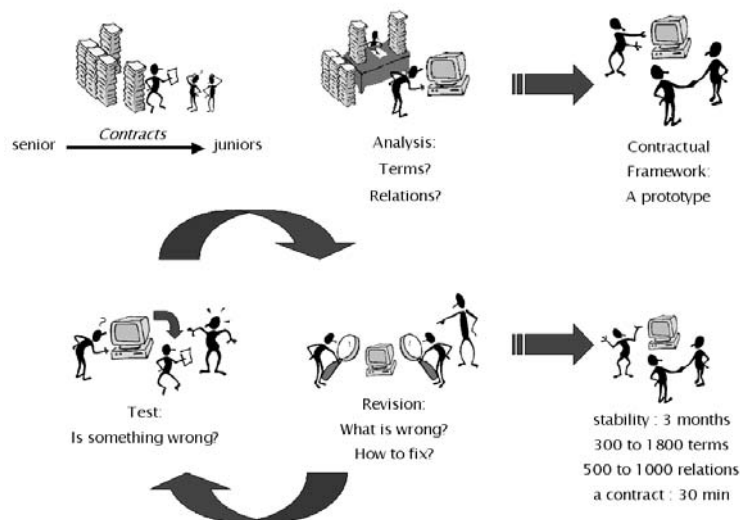 Contracts
senior juniors
Analysis:
Terms?
Relations?
Contractual
Framework:
A prototype
Test:
Is something wrong?
Revision:
What is wrong?
How to fix?
stability : 3 months
300 to 1800 terms
500 to 1000 relations
a contract : 30 min